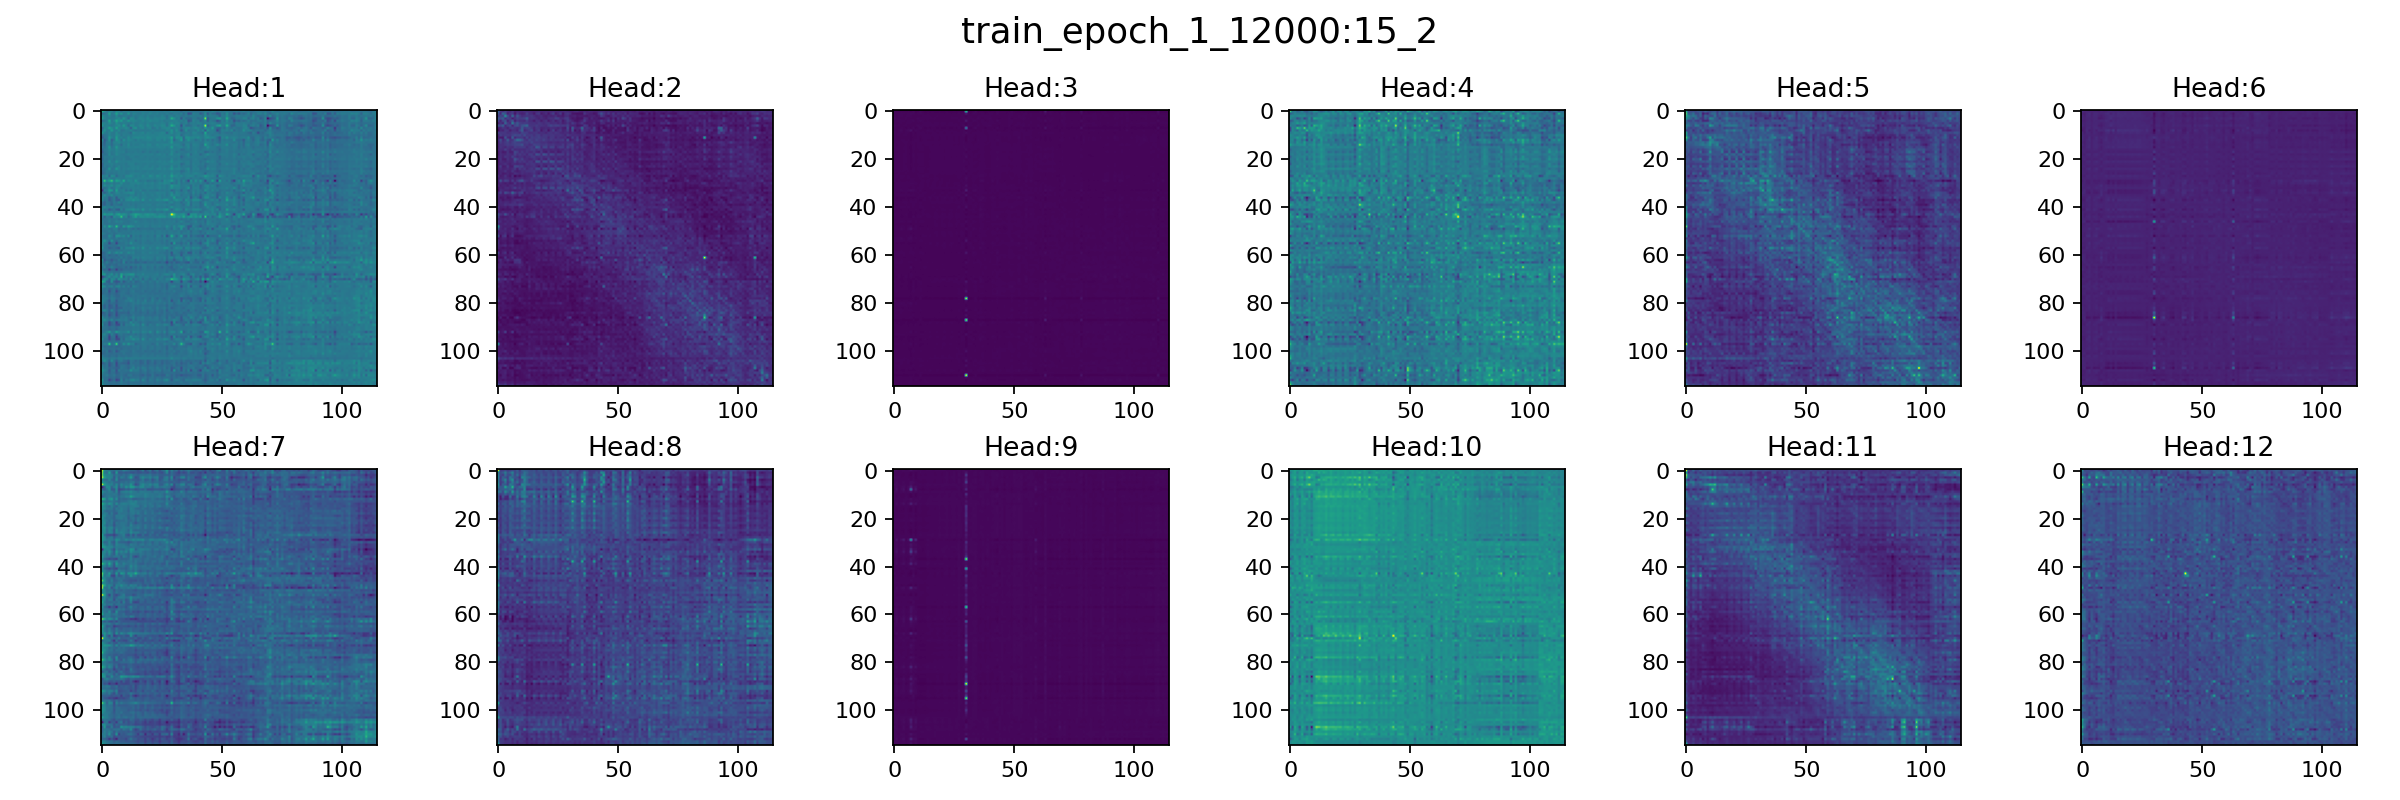 train_epoch_1_12000:15_2
Head:1 Head:2 Head:3 Head:4 Head:5 Head:6
0 0 0 0 0 0
20 20 20 20 20 20
40 40 40 40 40 40
60 60 60 60 60 60
80 80 80 80 80 80
100 100 100 100 100 100
0 50 100 0 50 100 0 50 100 0 50 100 0 50 100 0 50 100
Head:7 Head:8 Head:9 Head:10 Head:11 Head:12
0 0 0 0 0 0
20 20 20 20 20 20
40 40 40 40 40 40
60 60 60 60 60 60
80 80 80 80 80 80
100 100 100 100 100 100
0 50 100 0 50 100 0 50 100 0 50 100 0 50 100 0 50 100